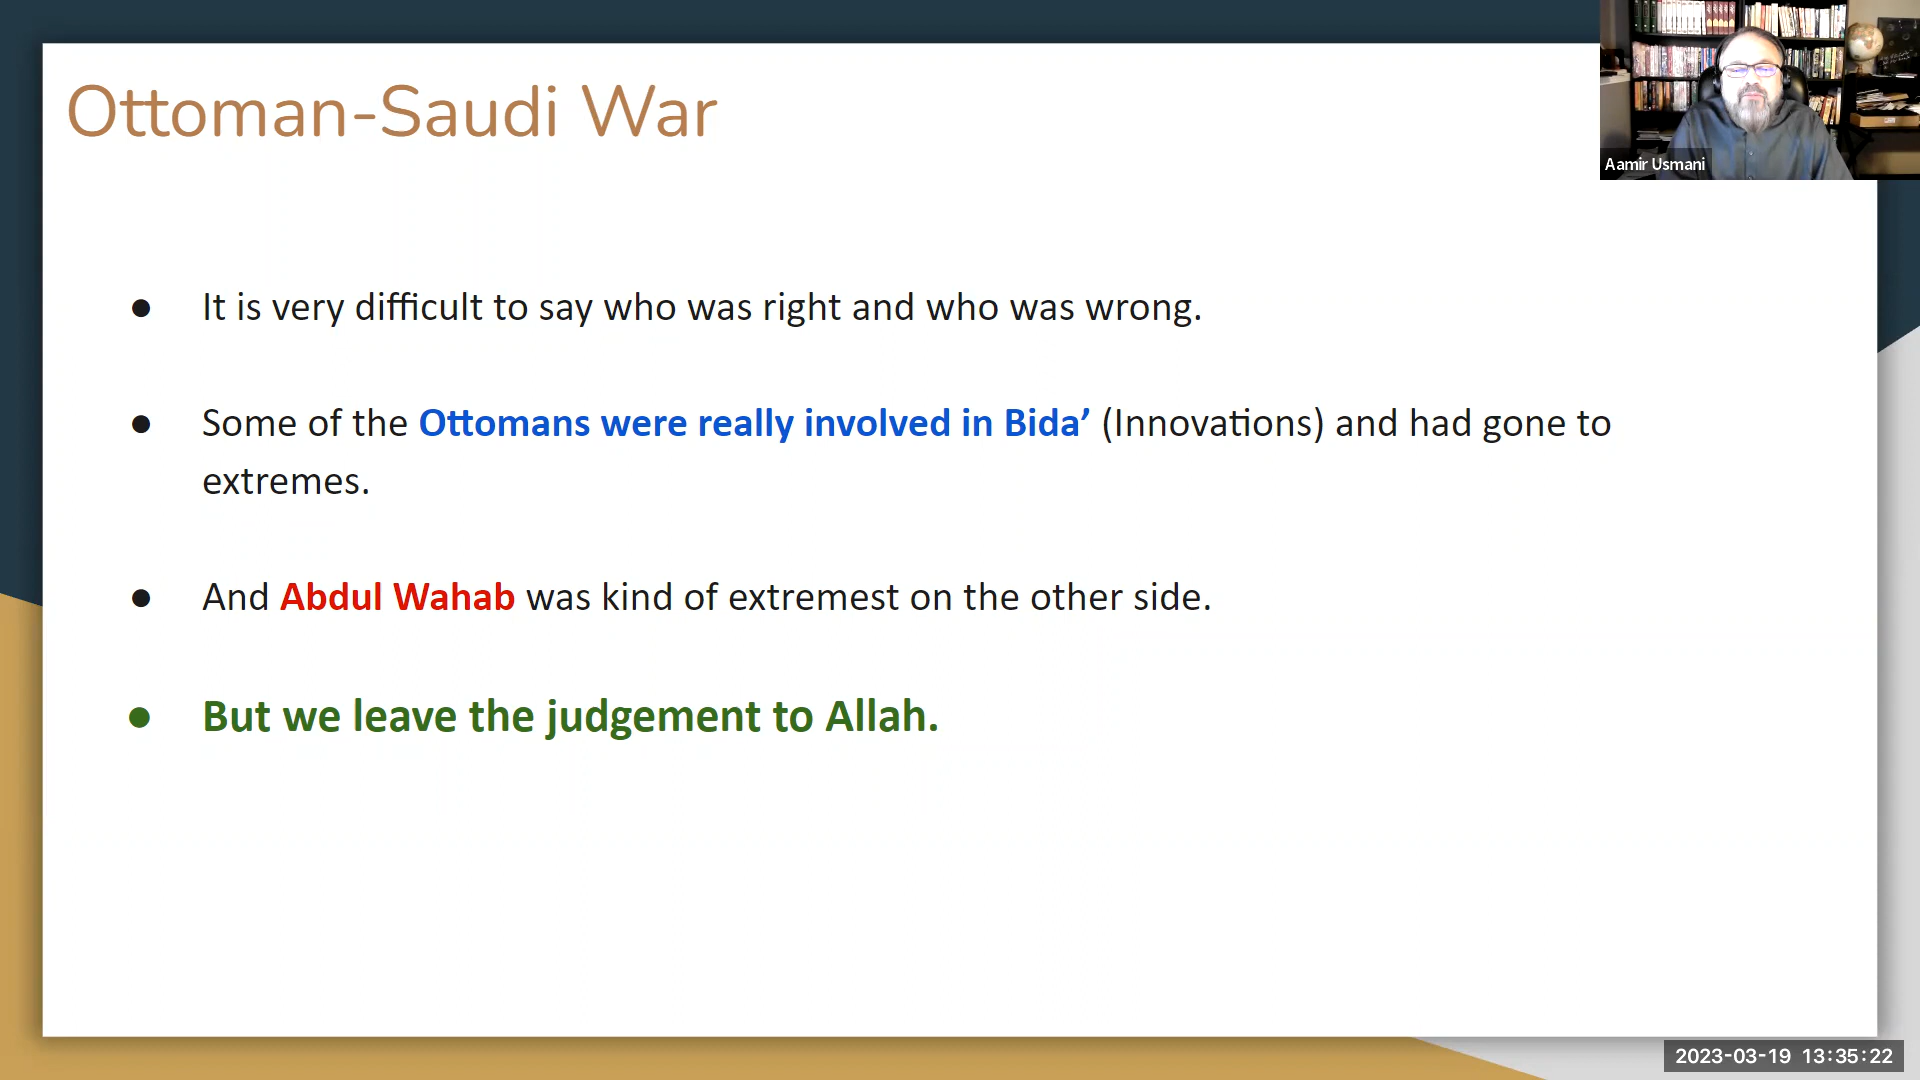 Ottoman-Saudi War
Aamir Usmani
● It is very difficult to say who was right and who was wrong.
● Some of the Ottomans were really involved in Bida’ (Innovations) and had gone to
extremes.
● And Abdul Wahab was kind of extremest on the other side.
● But we leave the judgement to Allah.
2023-03-19 13:35:22